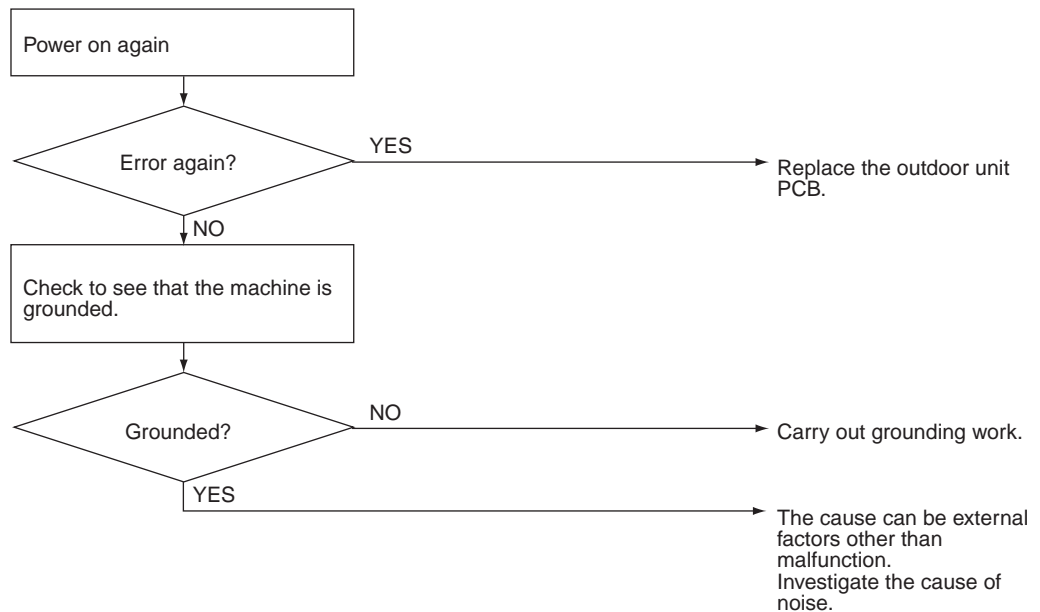 Power on again
Error again?
YES
Replace the outdoor unit
PCB.
NO
Check to see that the machine is
grounded.
Grounded?
NO
Carry out grounding work.
YES
The cause can be external
factors other than
malfunction.
Investigate the cause of
noise.